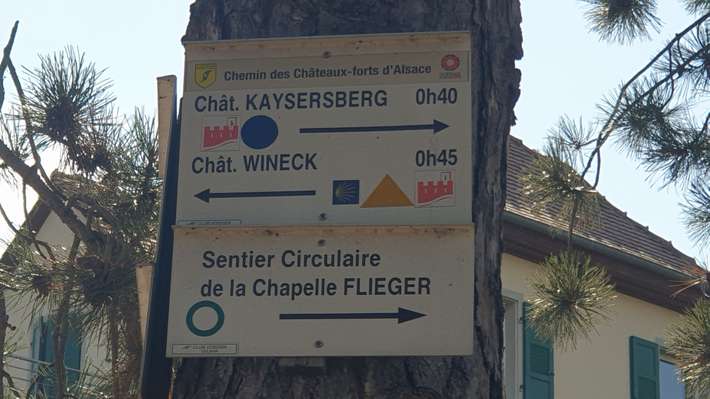 Chemin des Châteaux-forts d'Alsace
Chât. KAYSERSBERG 0h40
Chât. WINECK 0h45
Sentier Circulaire
de la Chapelle FLIEGER